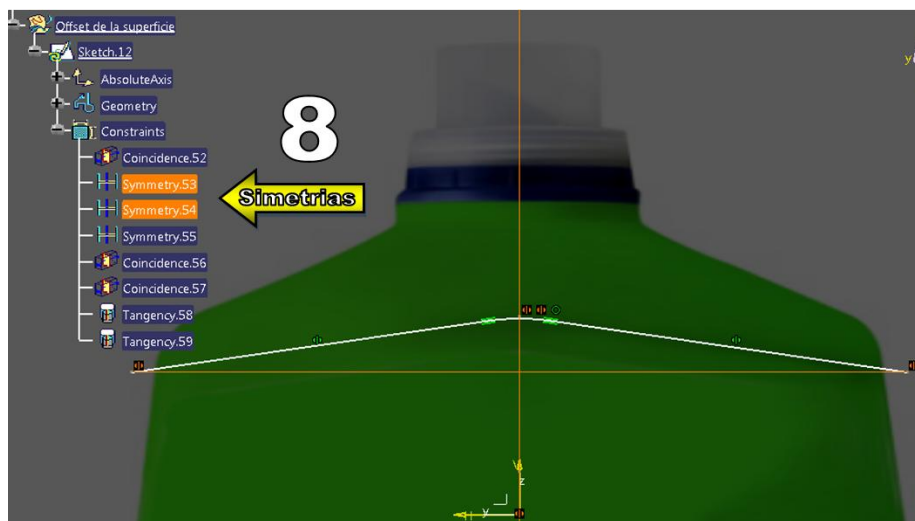 Offset de la superficie
Sketch.12
AbsoluteAxis
Geometry
Constraints
Coincidence.52
Symmetry.53
Symmetry.54
Symmetry.55
Coincidence.56
Coincidence.57
Tangency.58
Tangency.59
8
Simetrias
y
z
y